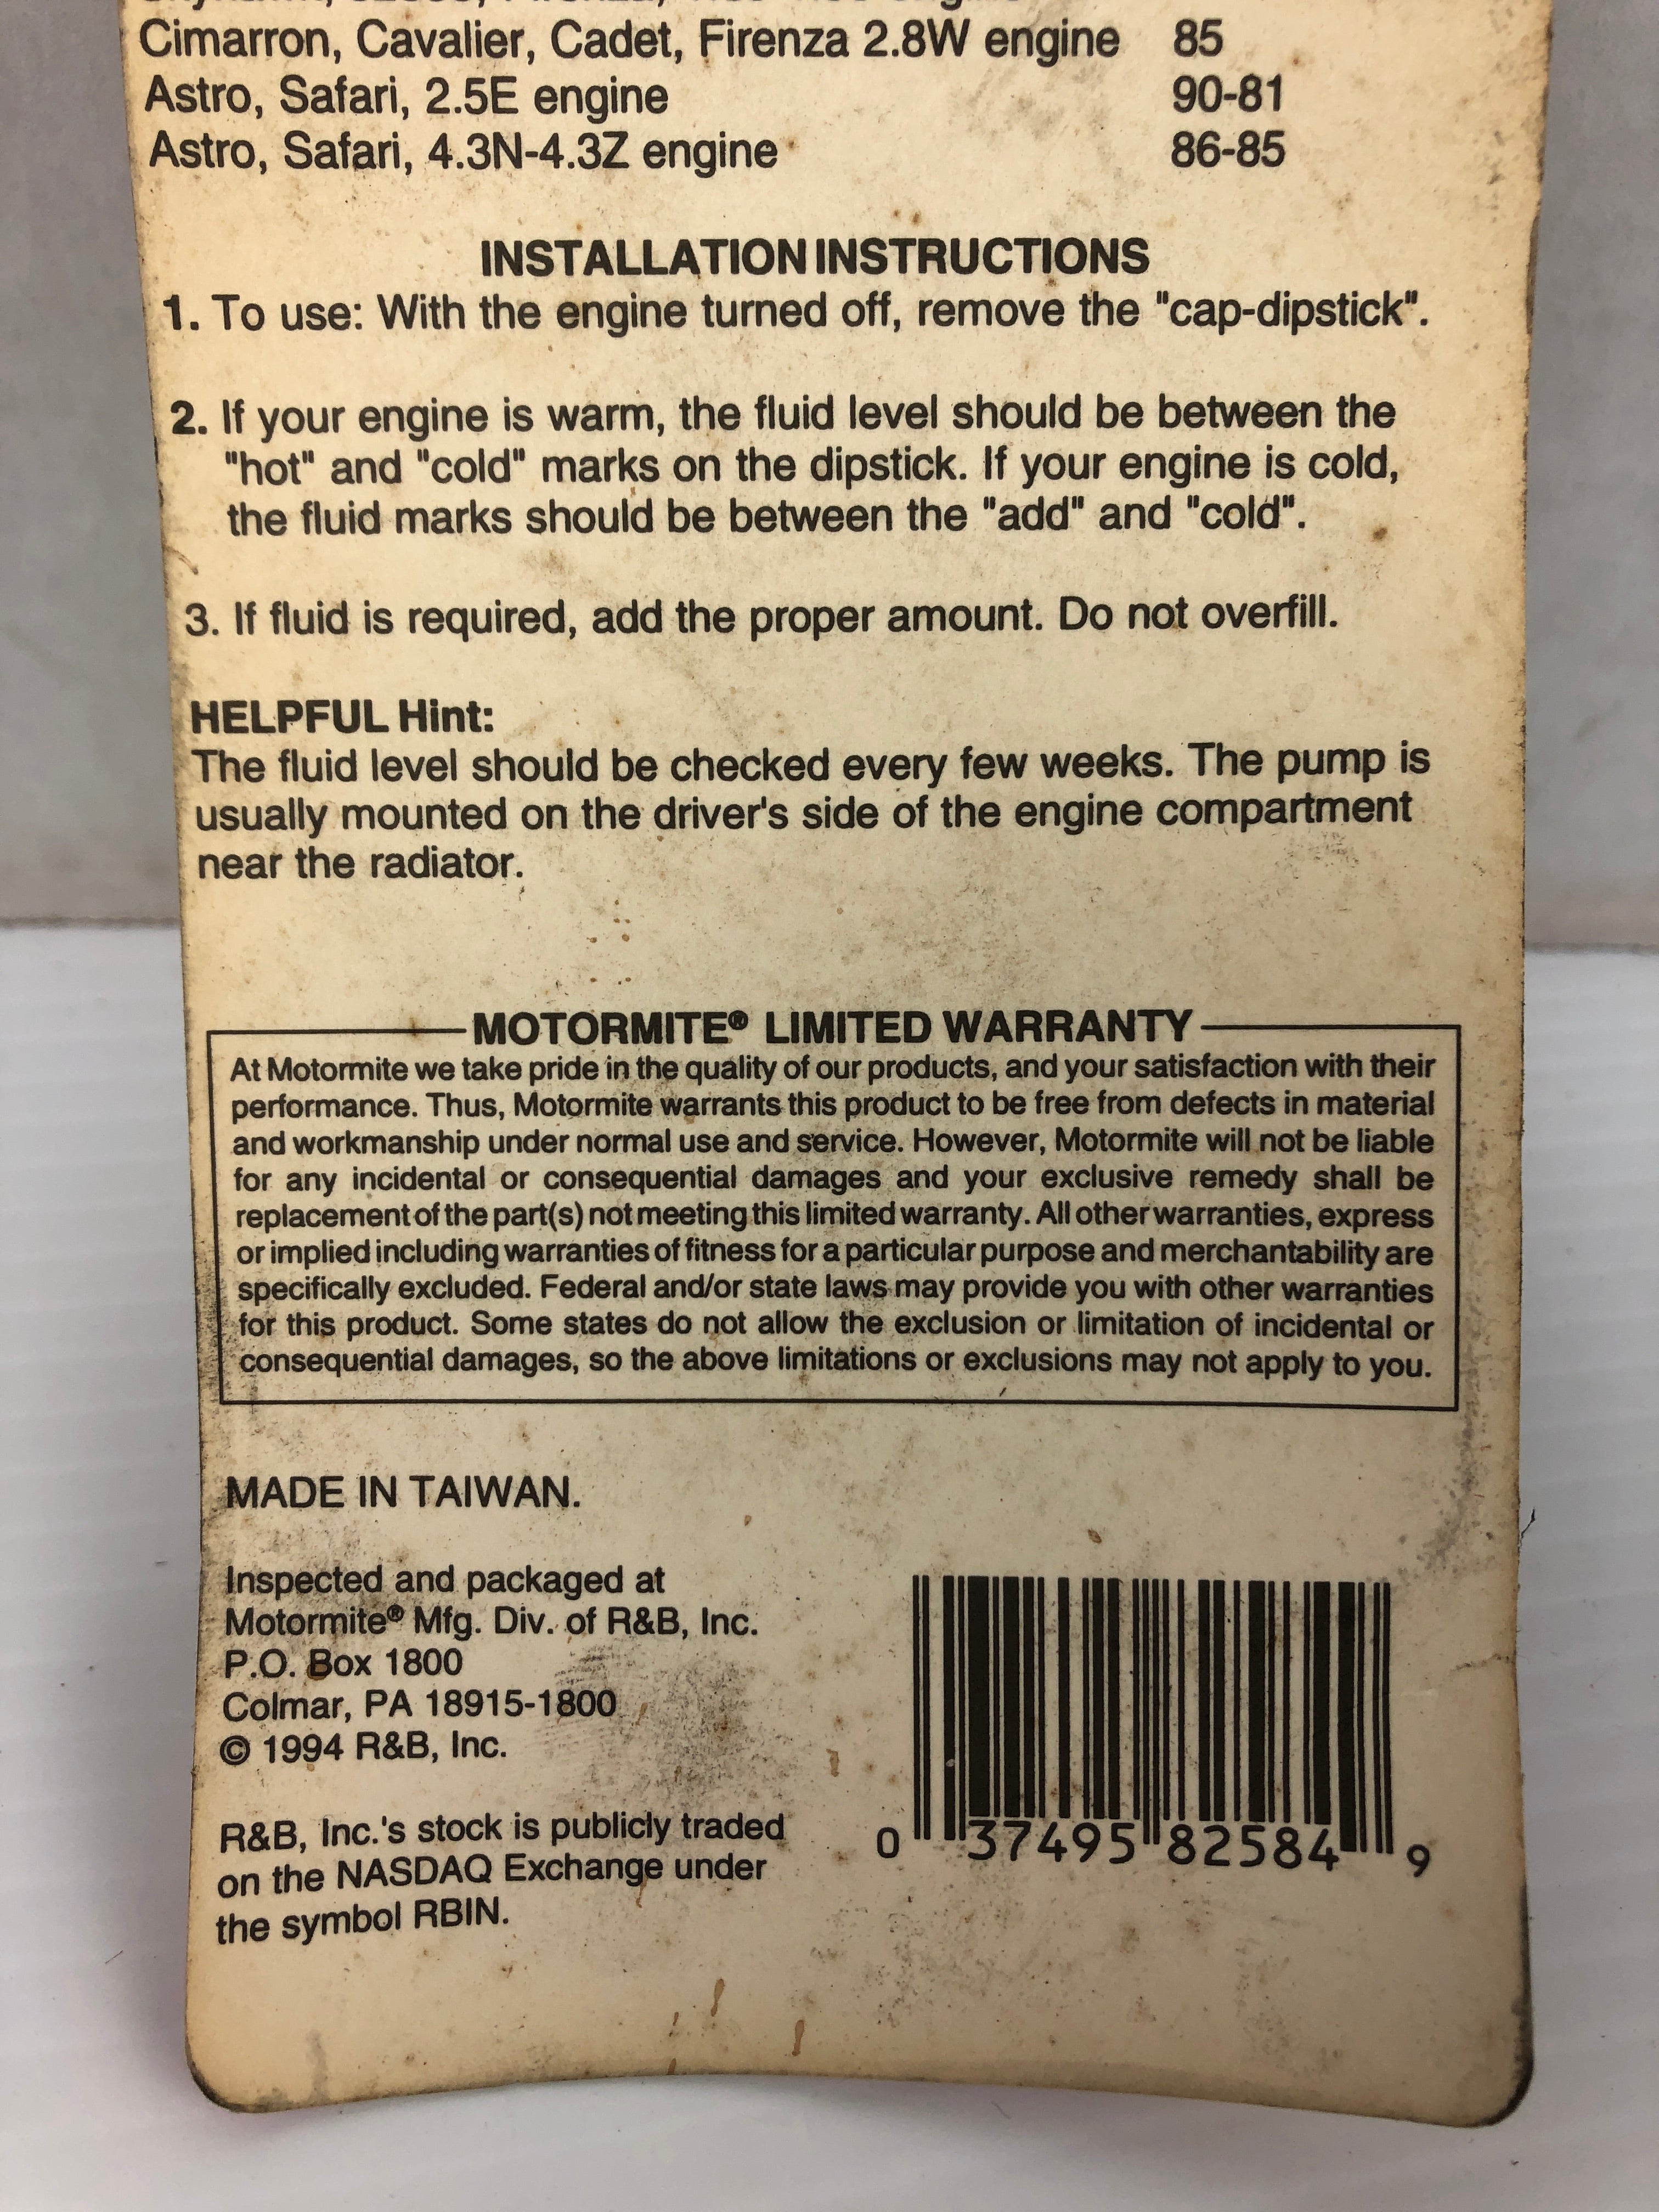 Cimarron, Cavalier, Cadet, Firenza 2.8W engine 85
Astro, Safari, 2.5E engine 90-81
Astro, Safari, 4.3N-4.3Z engine 86-85
INSTALLATION INSTRUCTIONS
1. To use: With the engine turned off, remove the "cap-dipstick".
2. If your engine is warm, the fluid level should be between the
"hot" and "cold" marks on the dipstick. If your engine is cold,
the fluid marks should be between the "add" and "cold".
3. If fluid is required, add the proper amount. Do not overfill.
HELPFUL Hint:
The fluid level should be checked every few weeks. The pump is
usually mounted on the driver's side of the engine compartment
near the radiator.
MOTORMITE® LIMITED WARRANTY
At Motormite we take pride in the quality of our products, and your satisfaction with their
performance. Thus, Motormite warrants this product to be free from defects in material
and workmanship under normal use and service. However, Motormite will not be liable
for any incidental or consequential damages and your exclusive remedy shall be
replacement of the part(s) not meeting this limited warranty. All other warranties, express
or implied including warranties of fitness for a particular purpose and merchantability are
specifically excluded. Federal and/or state laws may provide you with other warranties
for this product. Some states do not allow the exclusion or limitation of incidental or
consequential damages, so the above limitations or exclusions may not apply to you.
MADE IN TAIWAN.
Inspected and packaged at
Motormite® Mfg. Div. of R&B, Inc.
P.O. Box 1800
Colmar, PA 18915-1800
© 1994 R&B, Inc.
R&B, Inc.'s stock is publicly traded
on the NASDAQ Exchange under
the symbol RBIN.
0 37495 82584 9